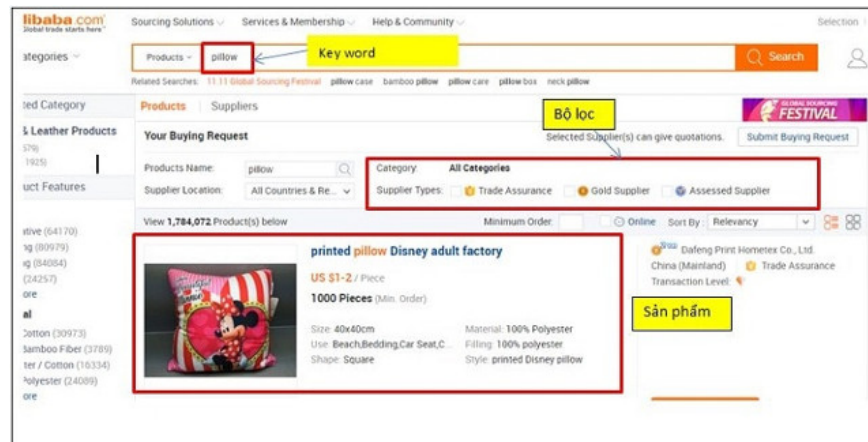 libaba.com
Global trade starts here
Sourcing Solutions
Services & Membership
Help & Community
Selection
ategories
Products
pillow
Key word
Search
Related Searches: 11.11 Global Sourcing Festival pillow case bamboo pillow pillow care pillow box neck pillow
ted Category
& Leather Products
579)
1925)
uct Features
ative (64170)
ng (80979)
ng (84084)
(24257)
ore
al
Cotton (30973)
Bamboo Fiber (3789)
ter / Cotton (16334)
Polyester (24089)
ore
Products
Suppliers
Bộ lọc
GLOBAL SOURCING
FESTIVAL
Your Buying Request
Selected Supplier(s) can give quotations.
Submit Buying Request
Products Name: pillow
Category: All Categories
Supplier Location: All Countries & Re...
Supplier Types: Trade Assurance Gold Supplier Assessed Supplier
View 1,784,072 Product(s) below
Minimum Order:
Online
Sort By: Relevancy
printed pillow Disney adult factory
US $1-2 / Piece
1000 Pieces (Min. Order)
Size: 40x40cm
Material: 100% Polyester
Use: Beach,Bedding,Car Seat,C...
Filling: 100% polyester
Shape: Square
Style: printed Disney pillow
Dafeng Print Hometex Co., Ltd.
China (Mainland) Trade Assurance
Transaction Level:
Sản phẩm